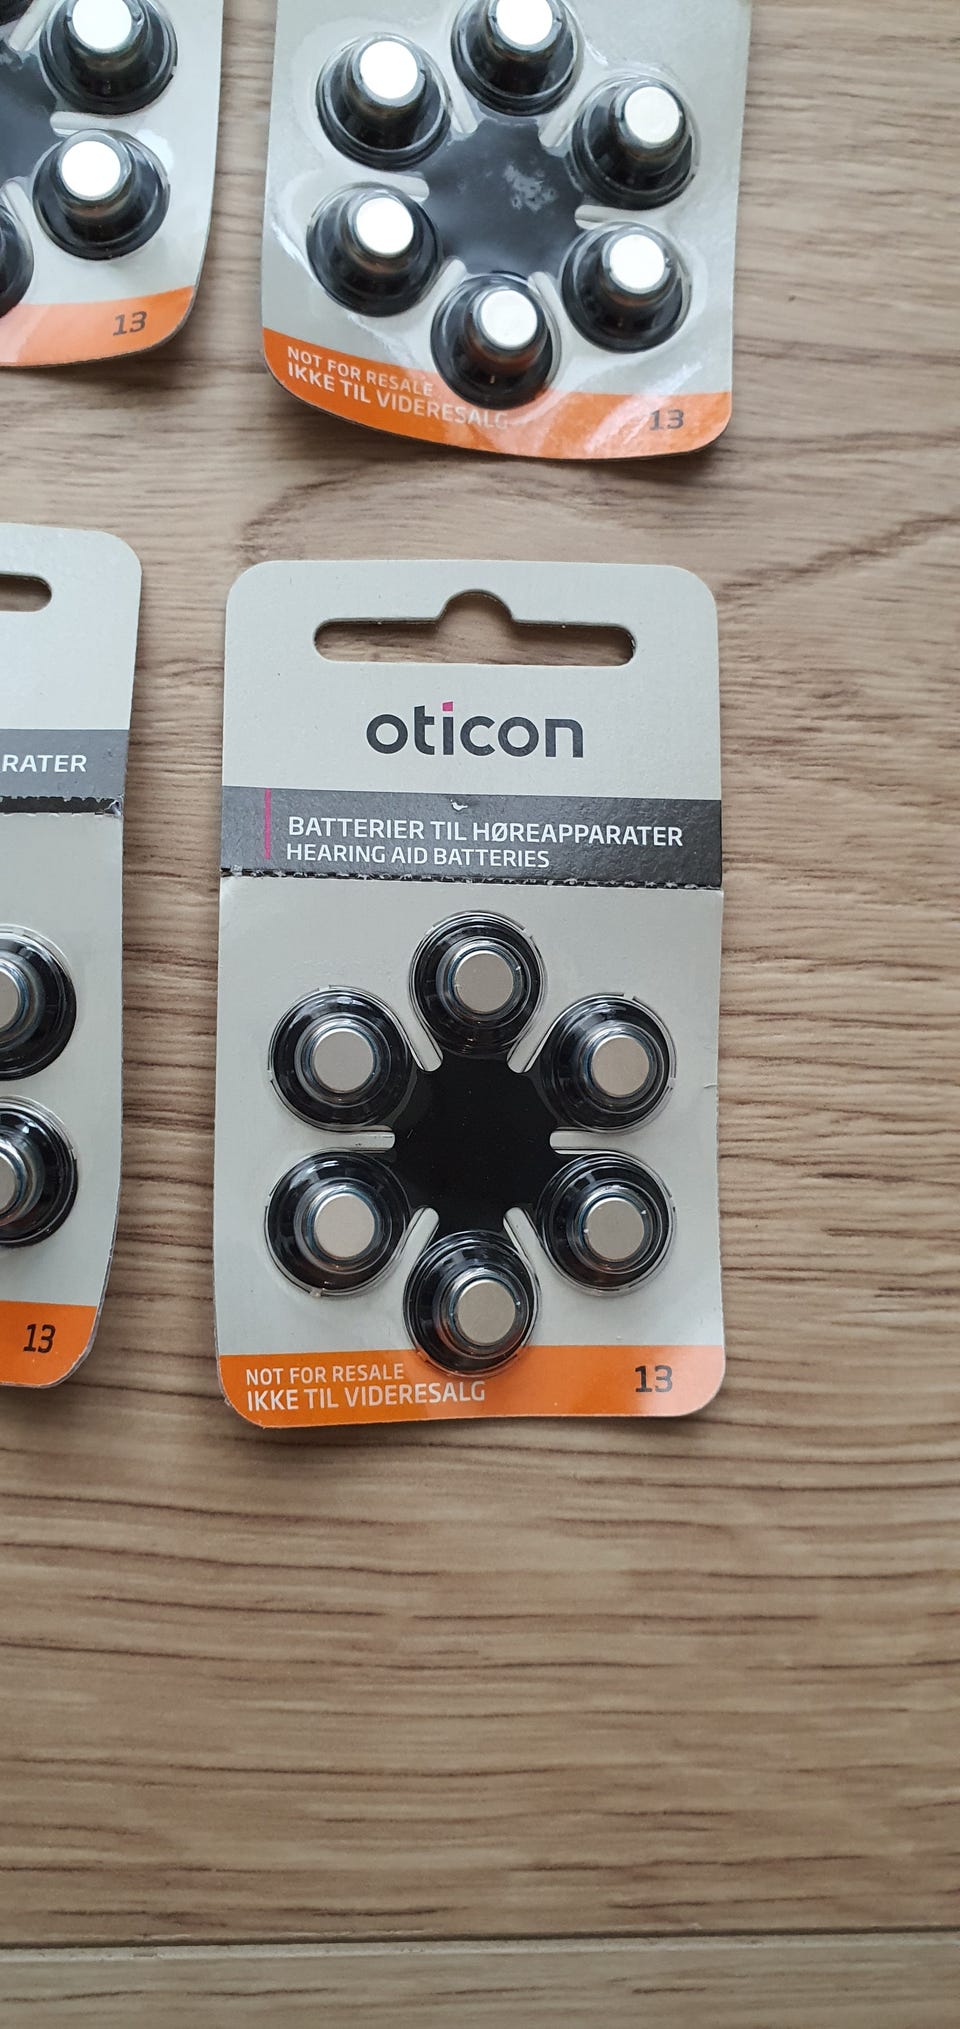 13
NOT FOR RESALE
IKKE TIL VIDERESALG
13
RATER
13
oticon
BATTERIER TIL HØREAPPARATER
HEARING AID BATTERIES
NOT FOR RESALE
IKKE TIL VIDERESALG
13